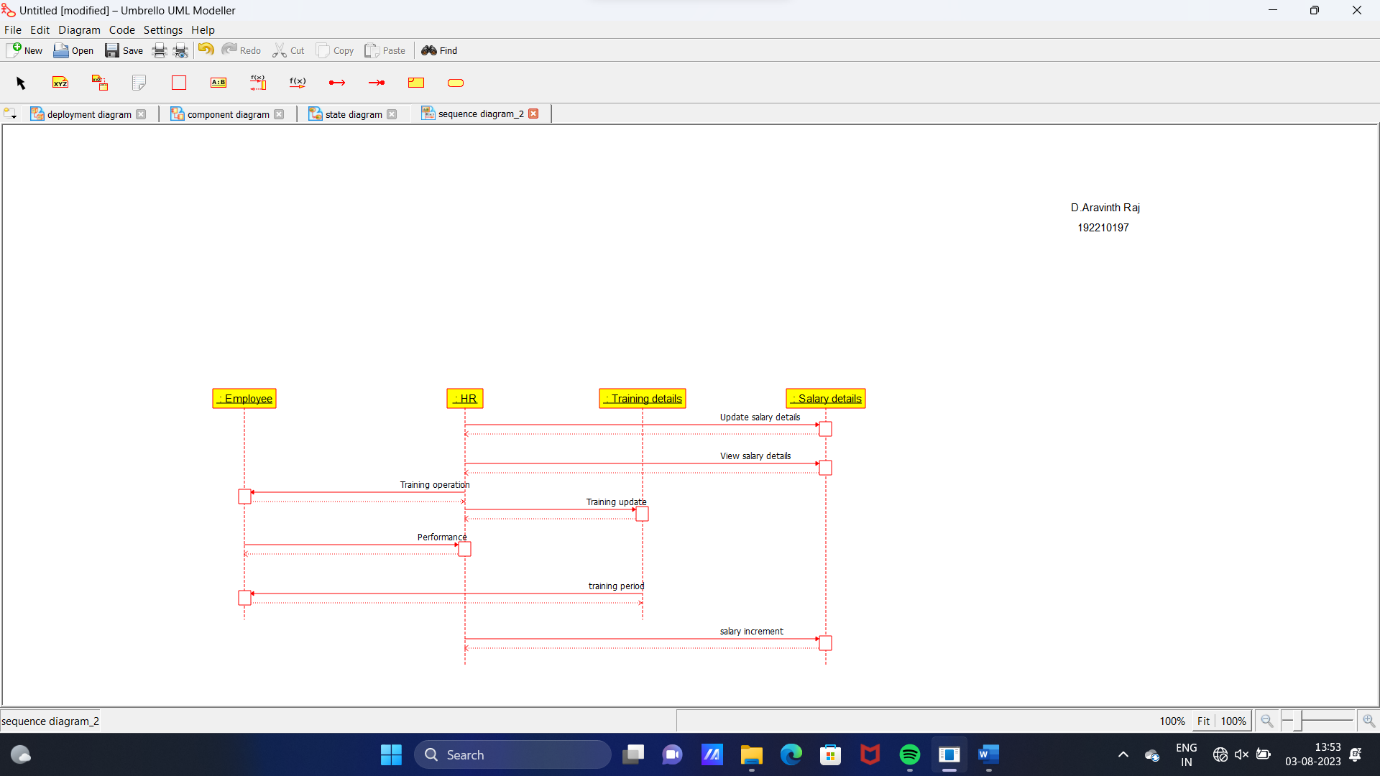 Untitled [modified] – Umbrello UML Modeller
File Edit Diagram Code Settings Help
New Open Save Redo Cut Copy Paste Find
XYZ A:B f(x) f(x)
deployment diagram component diagram state diagram sequence diagram_2
D.Aravinth Raj
192210197
: Employee : HR : Training details : Salary details
Update salary details
View salary details
Training operation
Training update
Performance
training period
salary increment
sequence diagram_2 100% Fit 100%
Search
ENG
IN
13:53
03-08-2023